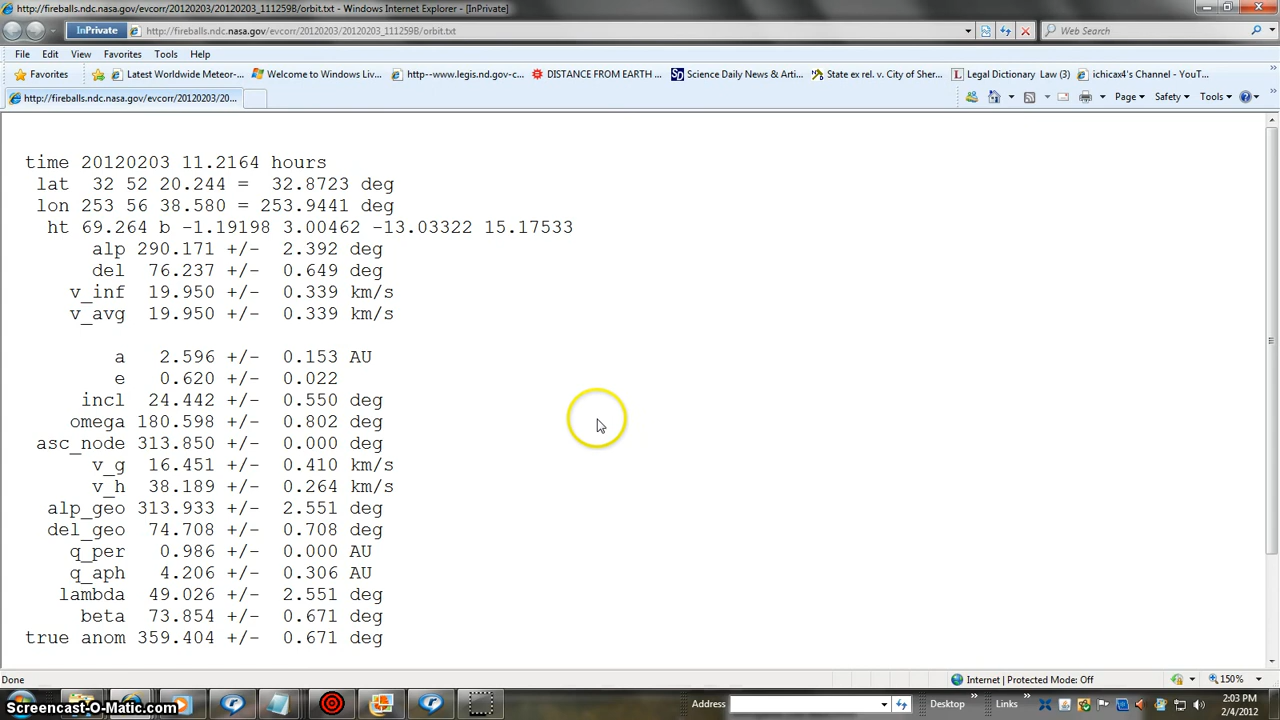 http://fireballs.ndc.nasa.gov/evcorr/20120203/20120203_111259B/orbit.txt - Windows Internet Explorer - [InPrivate]
InPrivate http://fireballs.ndc.nasa.gov/evcorr/20120203/20120203_111259B/orbit.txt Web Search
File Edit View Favorites Tools Help
Favorites Latest Worldwide Meteor-... Welcome to Windows Liv... http--www.legis.nd.gov-c... DISTANCE FROM EARTH ... Science Daily News & Arti... State ex rel. v. City of Sher... Legal Dictionary Law (3) ichicax4's Channel - YouT...
http://fireballs.ndc.nasa.gov/evcorr/20120203/20... Page Safety Tools
time 20120203 11.2164 hours
lat 32 52 20.244 = 32.8723 deg
lon 253 56 38.580 = 253.9441 deg
ht 69.264 b -1.19198 3.00462 -13.03322 15.17533
alp 290.171 +/- 2.392 deg
del 76.237 +/- 0.649 deg
v_inf 19.950 +/- 0.339 km/s
v_avg 19.950 +/- 0.339 km/s
a 2.596 +/- 0.153 AU
e 0.620 +/- 0.022
incl 24.442 +/- 0.550 deg
omega 180.598 +/- 0.802 deg
asc_node 313.850 +/- 0.000 deg
v_g 16.451 +/- 0.410 km/s
v_h 38.189 +/- 0.264 km/s
alp_geo 313.933 +/- 2.551 deg
del_geo 74.708 +/- 0.708 deg
q_per 0.986 +/- 0.000 AU
q_aph 4.206 +/- 0.306 AU
lambda 49.026 +/- 2.551 deg
beta 73.854 +/- 0.671 deg
true anom 359.404 +/- 0.671 deg
Done Internet | Protected Mode: Off 150%
Screencast-O-Matic.com Address Desktop Links 2:03 PM
2/4/2012